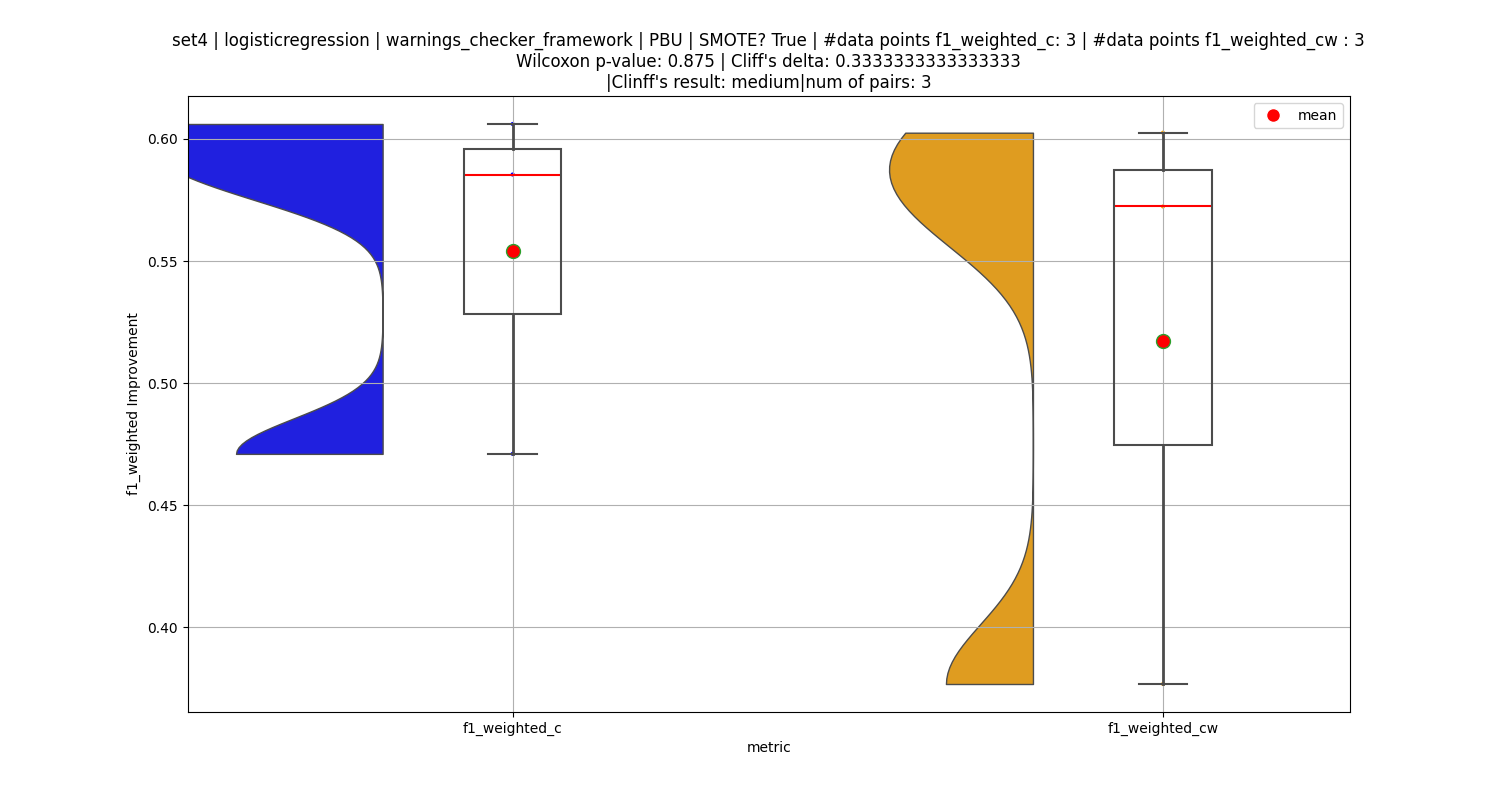 set4 | logisticregression | warnings_checker_framework | PBU | SMOTE? True | #data points f1_weighted_c: 3 | #data points f1_weighted_cw : 3
Wilcoxon p-value: 0.875 | Cliff's delta: 0.3333333333333333
|Clinff's result: medium|num of pairs: 3
mean
0.60
0.55
0.50
0.45
0.40
f1_weighted Improvement
f1_weighted_c
f1_weighted_cw
metric